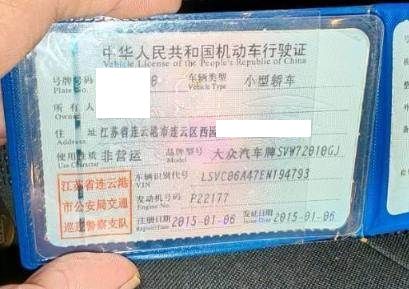 中华人民共和国机动车行驶证
Vehicle License of the People's Republic of China
号牌号码 B 车辆类型 小型轿车
Plate No. Vehicle Type
所有人
Owner
住址 江苏省连云港市连云区西园
使用性质 非营运 品牌型号 大众汽车牌SVW72010GJ
Use Character
江苏省连云港
市公安局交通
巡逻警察支队
车辆识别代号 LSVC06A47EN194793
VIN
发动机号码 P22177
Engine No.
注册日期 2015-01-06 发证日期 2015-01-06
Register Date Issue Date